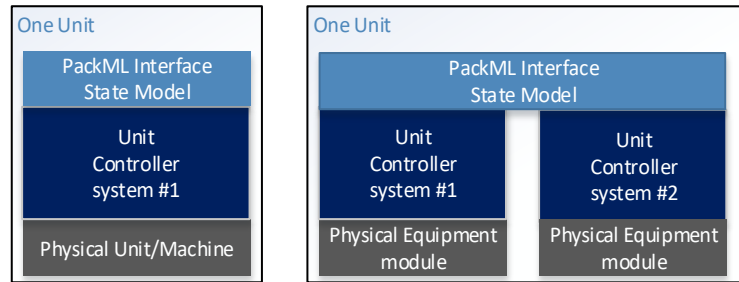 One Unit
PackML Interface
State Model
Unit
Controller
system #1
Physical Unit/Machine
One Unit
PackML Interface
State Model
Unit
Controller
system #1
Physical Equipment
module
Unit
Controller
system #2
Physical Equipment
module